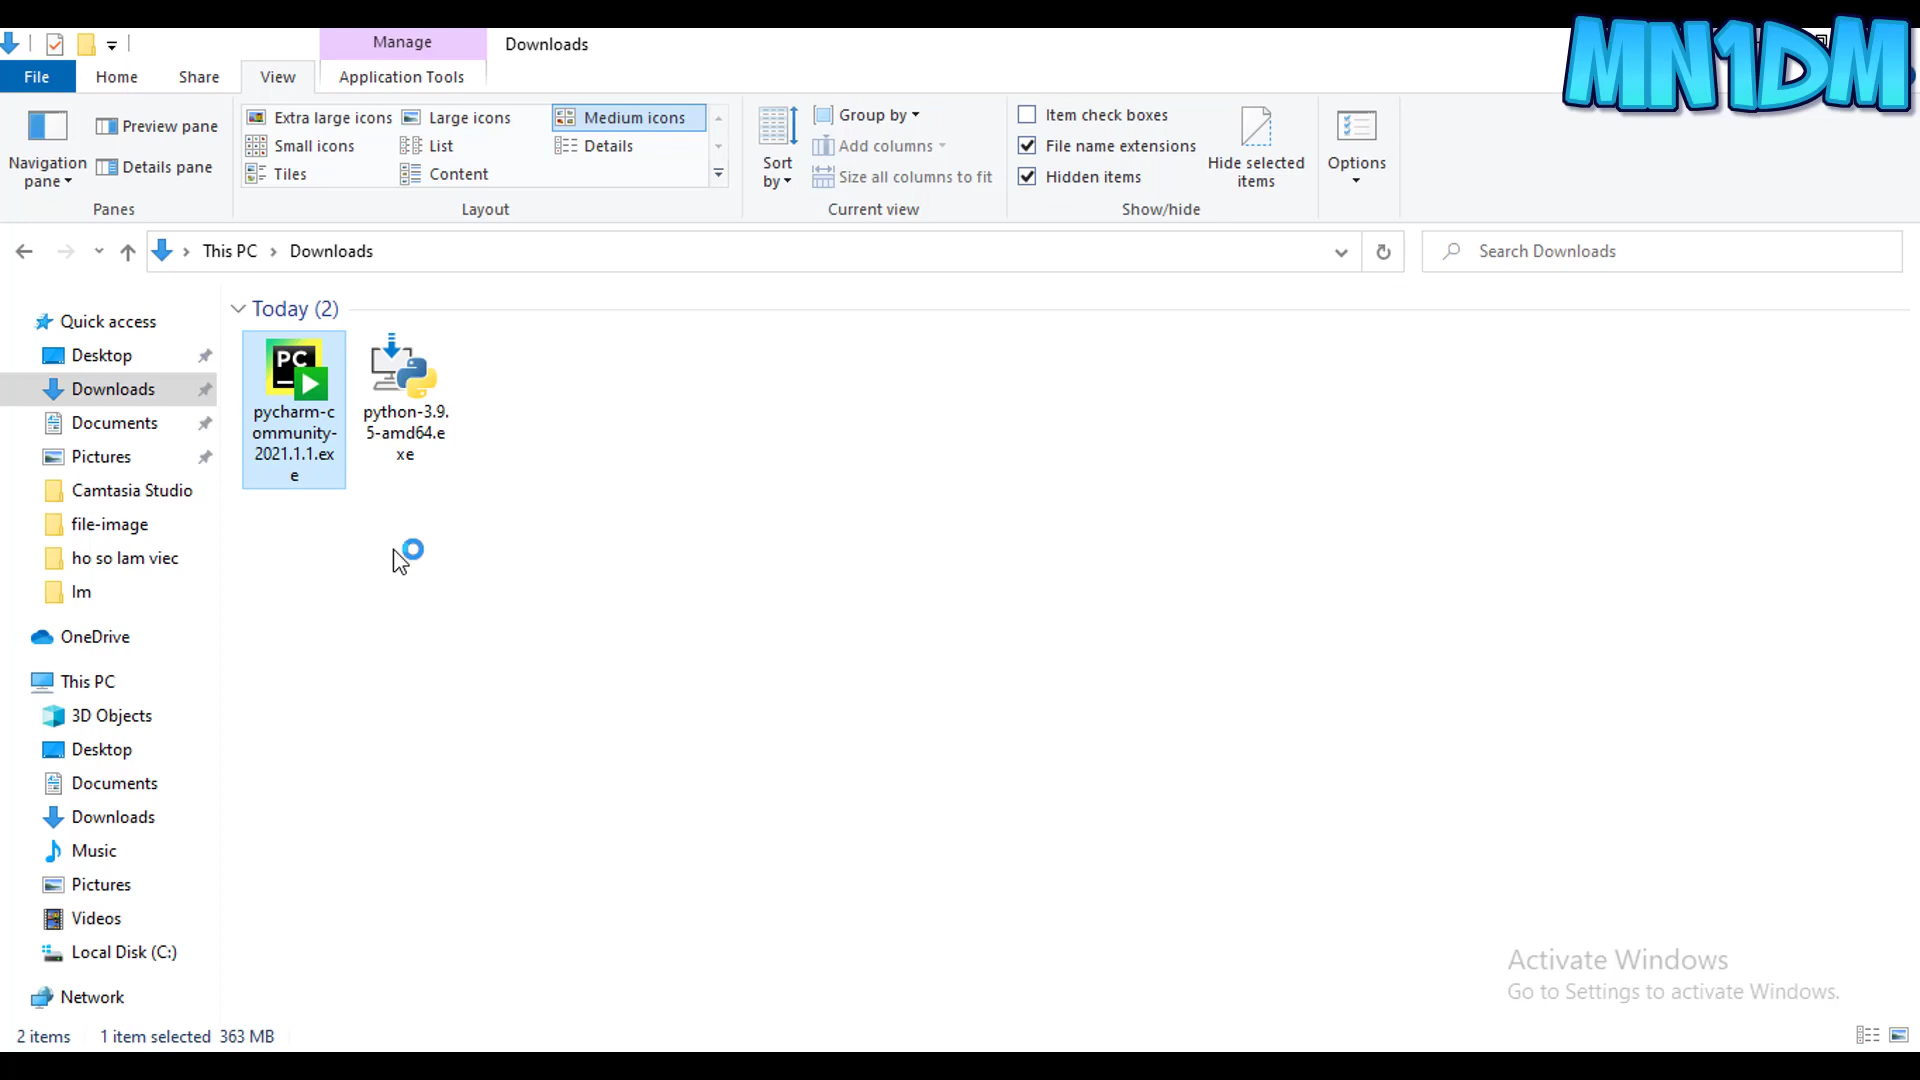 Manage
Downloads
MN1DM
File
Home
Share
View
Application Tools
Navigation pane
Preview pane
Details pane
Panes
Extra large icons
Large icons
Medium icons
Small icons
List
Details
Tiles
Content
Layout
Sort by
Group by
Add columns
Size all columns to fit
Current view
Item check boxes
File name extensions
Hidden items
Hide selected items
Show/hide
Options
This PC > Downloads
Search Downloads
Quick access
Desktop
Downloads
Documents
Pictures
Camtasia Studio
file-image
ho so lam viec
lm
OneDrive
This PC
3D Objects
Desktop
Documents
Downloads
Music
Pictures
Videos
Local Disk (C:)
Network
Today (2)
PC
pycharm-c
ommunity-
2021.1.1.ex
e
python-3.9.
5-amd64.e
xe
Activate Windows
Go to Settings to activate Windows.
2 items
1 item selected 363 MB